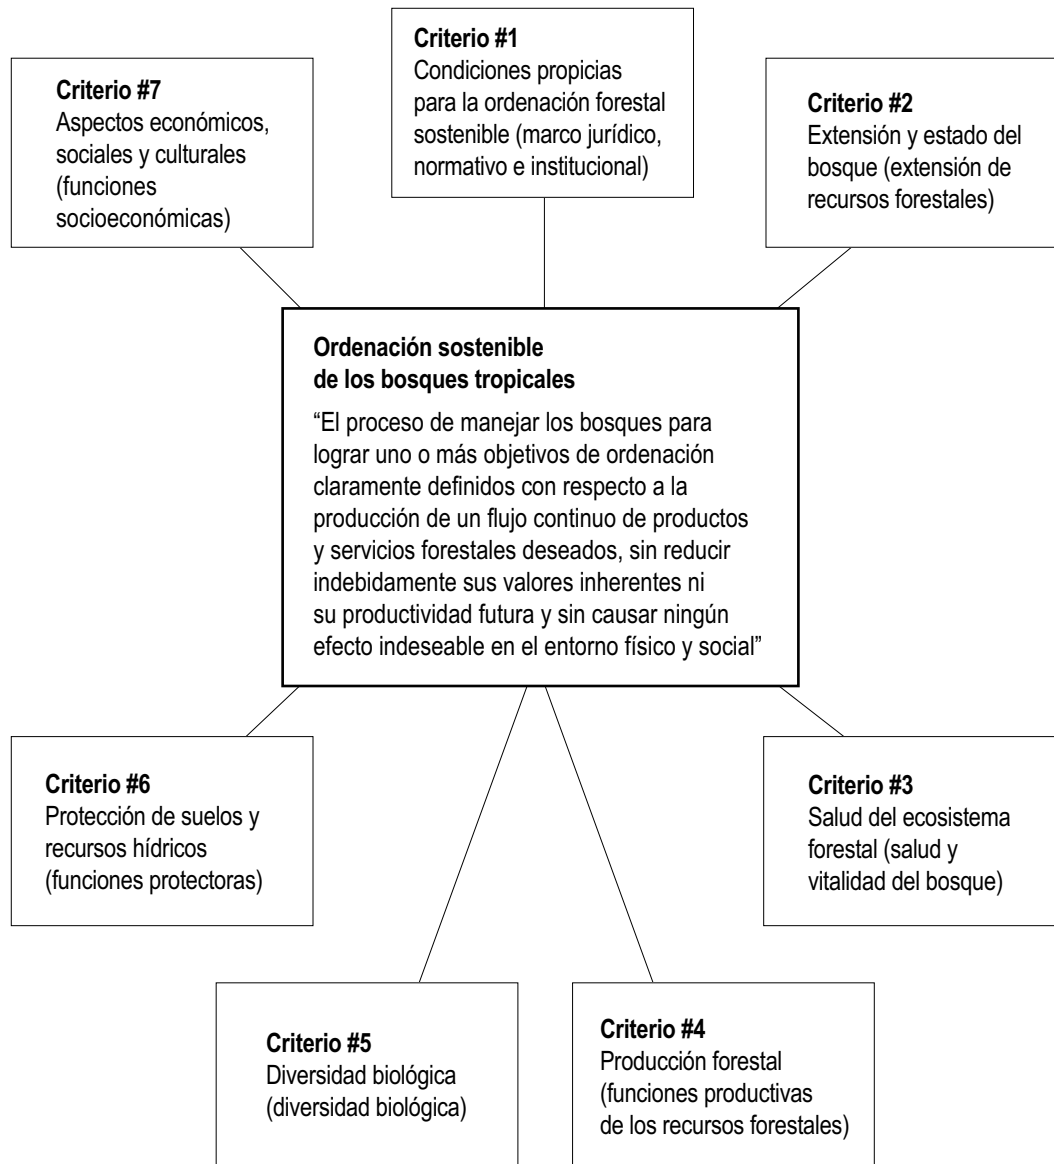 Criterio #1
Condiciones propicias
para la ordenación forestal
sostenible (marco jurídico,
normativo e institucional)
Criterio #7
Aspectos económicos,
sociales y culturales
(funciones
socioeconómicas)
Criterio #2
Extensión y estado del
bosque (extensión de
recursos forestales)
Ordenación sostenible
de los bosques tropicales
“El proceso de manejar los bosques para
lograr uno o más objetivos de ordenación
claramente definidos con respecto a la
producción de un flujo continuo de productos
y servicios forestales deseados, sin reducir
indebidamente sus valores inherentes ni
su productividad futura y sin causar ningún
efecto indeseable en el entorno físico y social”
Criterio #6
Protección de suelos y
recursos hídricos
(funciones protectoras)
Criterio #3
Salud del ecosistema
forestal (salud y
vitalidad del bosque)
Criterio #5
Diversidad biológica
(diversidad biológica)
Criterio #4
Producción forestal
(funciones productivas
de los recursos forestales)